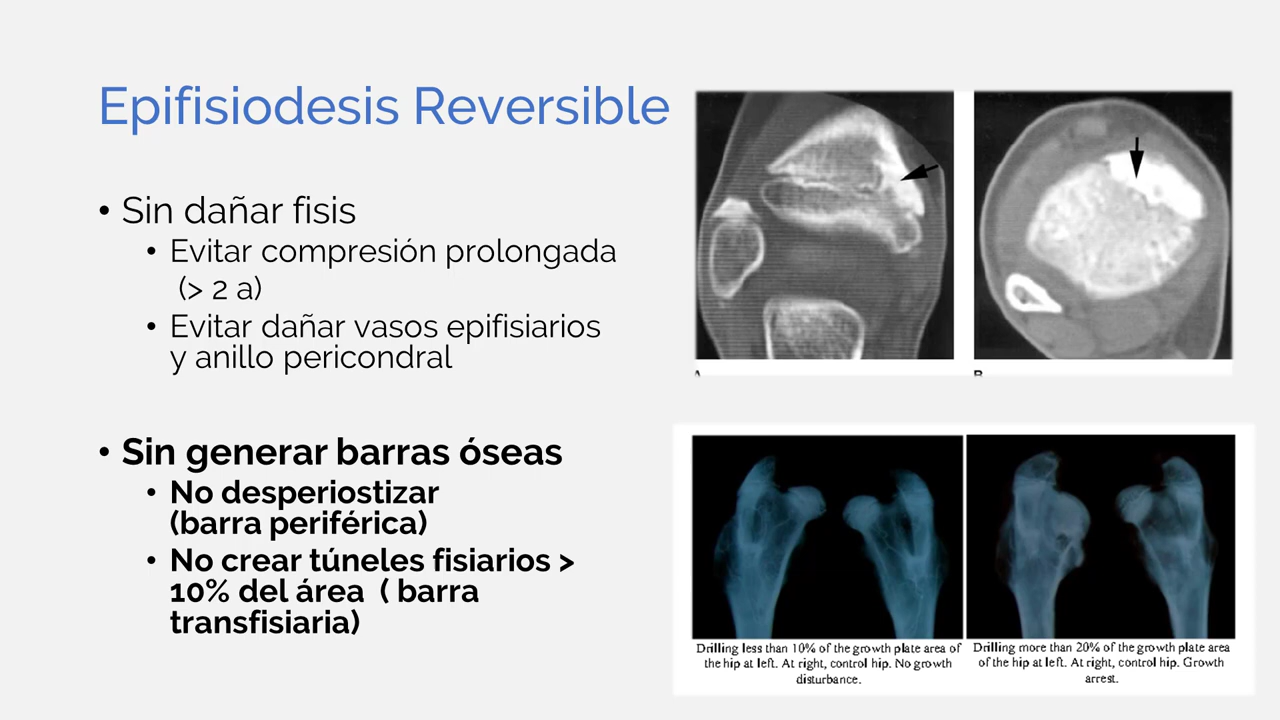 Epifisiodesis Reversible
• Sin dañar fisis
• Evitar compresión prolongada
(> 2 a)
• Evitar dañar vasos epifisiarios
y anillo pericondral
• Sin generar barras óseas
• No desperiostizar
(barra periférica)
• No crear túneles fisiarios >
10% del área ( barra
transfisiaria)
A
B
Drilling less than 10% of the growth plate area of
the hip at left. At right, control hip. No growth
disturbance.
Drilling more than 20% of the growth plate area
of the hip at left. At right, control hip. Growth
arrest.